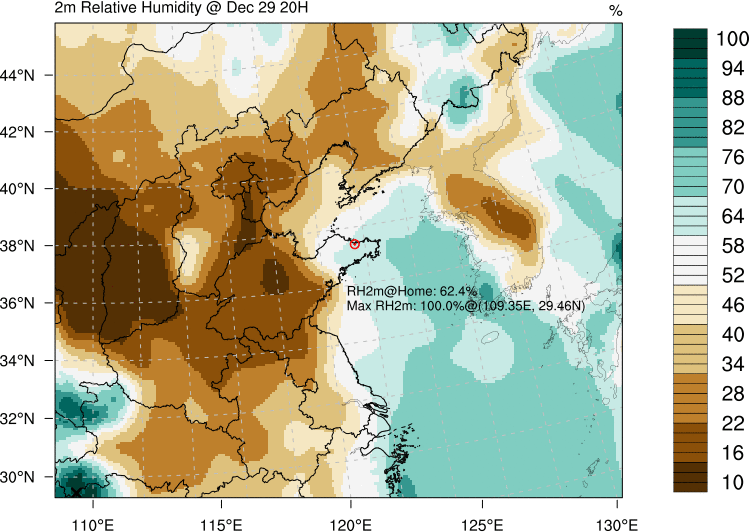 2m Relative Humidity @ Dec 29 20H
%
44°N
42°N
40°N
38°N
36°N
34°N
32°N
30°N
110°E
115°E
120°E
125°E
130°E
RH2m@Home: 62.4%
Max RH2m: 100.0%@(109.35E, 29.46N)
100
94
88
82
76
70
64
58
52
46
40
34
28
22
16
10